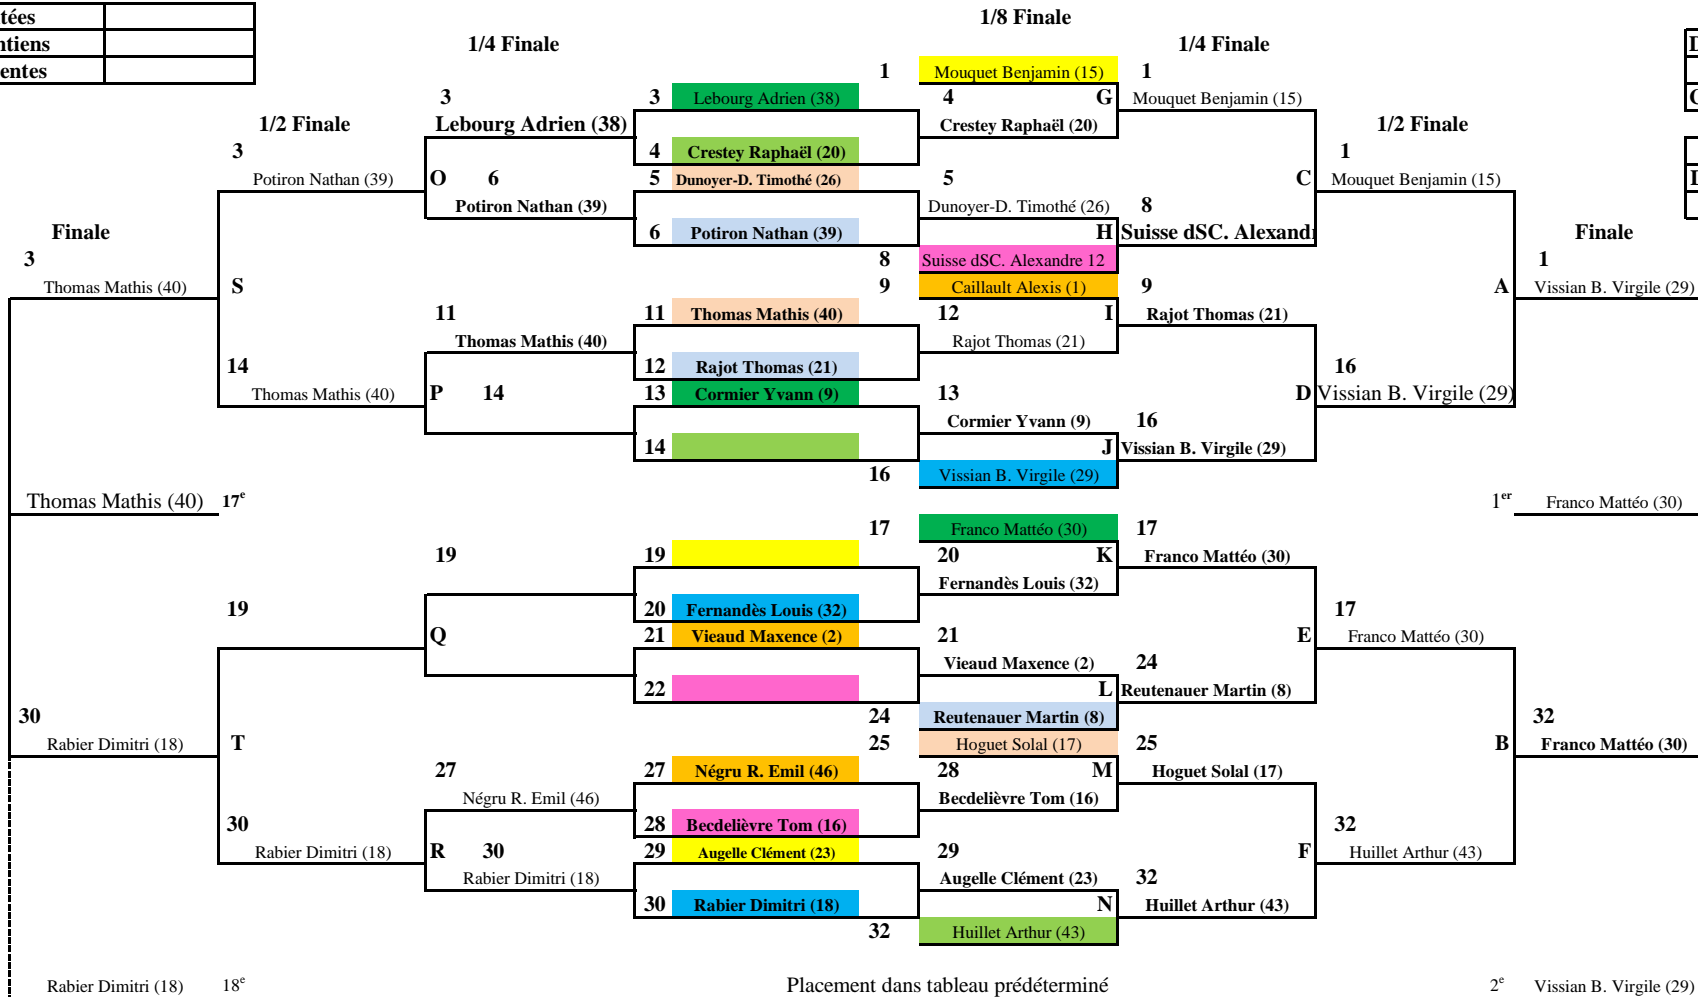 tées
1/8 Finale
ntiens
1/4 Finale
1/4 Finale
entes
1 Mouquet Benjamin (15) 1
3 3 Lebourg Adrien (38) 4 G Mouquet Benjamin (15)
1/2 Finale Lebourg Adrien (38) Crestey Raphaël (20) 1/2 Finale
3 4 Crestey Raphaël (20) 1
Potiron Nathan (39) O 6 5 Dunoyer-D. Timothé (26) 5 C Mouquet Benjamin (15)
Potiron Nathan (39) Dunoyer-D. Timothé (26) 8
Finale 6 Potiron Nathan (39) H Suisse dSC. Alexand Finale
3 8 Suisse dSC. Alexandre 12 1
Thomas Mathis (40) S 9 Caillault Alexis (1) 9 A Vissian B. Virgile (29)
11 11 Thomas Mathis (40) 12 I Rajot Thomas (21)
Thomas Mathis (40) Rajot Thomas (21)
14 12 Rajot Thomas (21) 16
Thomas Mathis (40) P 14 13 Cormier Yvann (9) 13 D Vissian B. Virgile (29)
Cormier Yvann (9) 16
14 J Vissian B. Virgile (29)
16 Vissian B. Virgile (29)
Thomas Mathis (40) 17e 1er Franco Mattéo (30)
17 Franco Mattéo (30) 17
19 19 20 K Franco Mattéo (30)
Fernandès Louis (32)
19 20 Fernandès Louis (32) 17
Q 21 Vieaud Maxence (2) 21 E Franco Mattéo (30)
Vieaud Maxence (2) 24
22 L Reutenauer Martin (8)
30 24 Reutenauer Martin (8) 32
Rabier Dimitri (18) T 25 Hoguet Solal (17) 25 B Franco Mattéo (30)
27 27 Négru R. Emil (46) 28 M Hoguet Solal (17)
Négru R. Emil (46) Becdelièvre Tom (16)
30 28 Becdelièvre Tom (16) 32
Rabier Dimitri (18) R 30 29 Augelle Clément (23) 29 F Huillet Arthur (43)
Rabier Dimitri (18) Augelle Clément (23) 32
30 Rabier Dimitri (18) N Huillet Arthur (43)
32 Huillet Arthur (43)
Rabier Dimitri (18) 18e Placement dans tableau prédéterminé 2e Vissian B. Virgile (29)